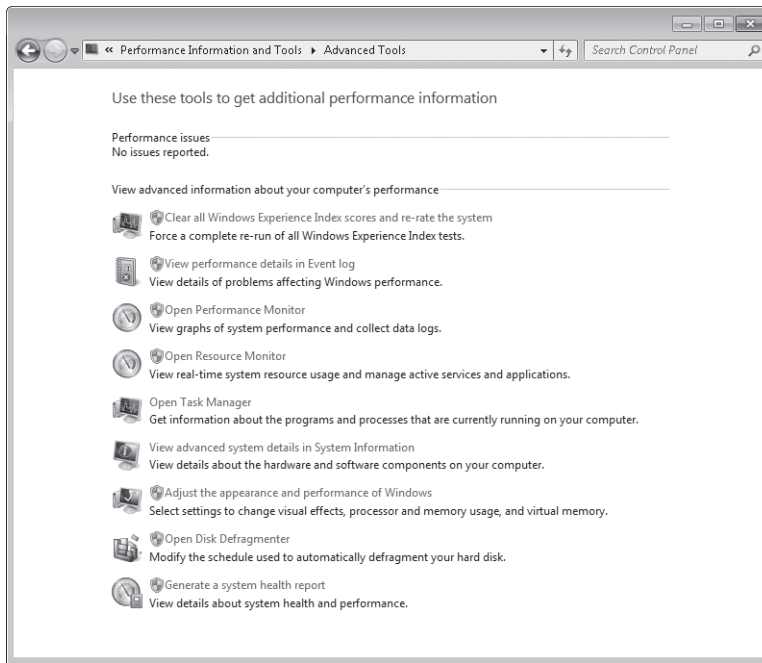 « Performance Information and Tools ▸ Advanced Tools
Search Control Panel
Use these tools to get additional performance information
Performance issues
No issues reported.
View advanced information about your computer's performance
Clear all Windows Experience Index scores and re-rate the system
Force a complete re-run of all Windows Experience Index tests.
View performance details in Event log
View details of problems affecting Windows performance.
Open Performance Monitor
View graphs of system performance and collect data logs.
Open Resource Monitor
View real-time system resource usage and manage active services and applications.
Open Task Manager
Get information about the programs and processes that are currently running on your computer.
View advanced system details in System Information
View details about the hardware and software components on your computer.
Adjust the appearance and performance of Windows
Select settings to change visual effects, processor and memory usage, and virtual memory.
Open Disk Defragmenter
Modify the schedule used to automatically defragment your hard disk.
Generate a system health report
View details about system health and performance.